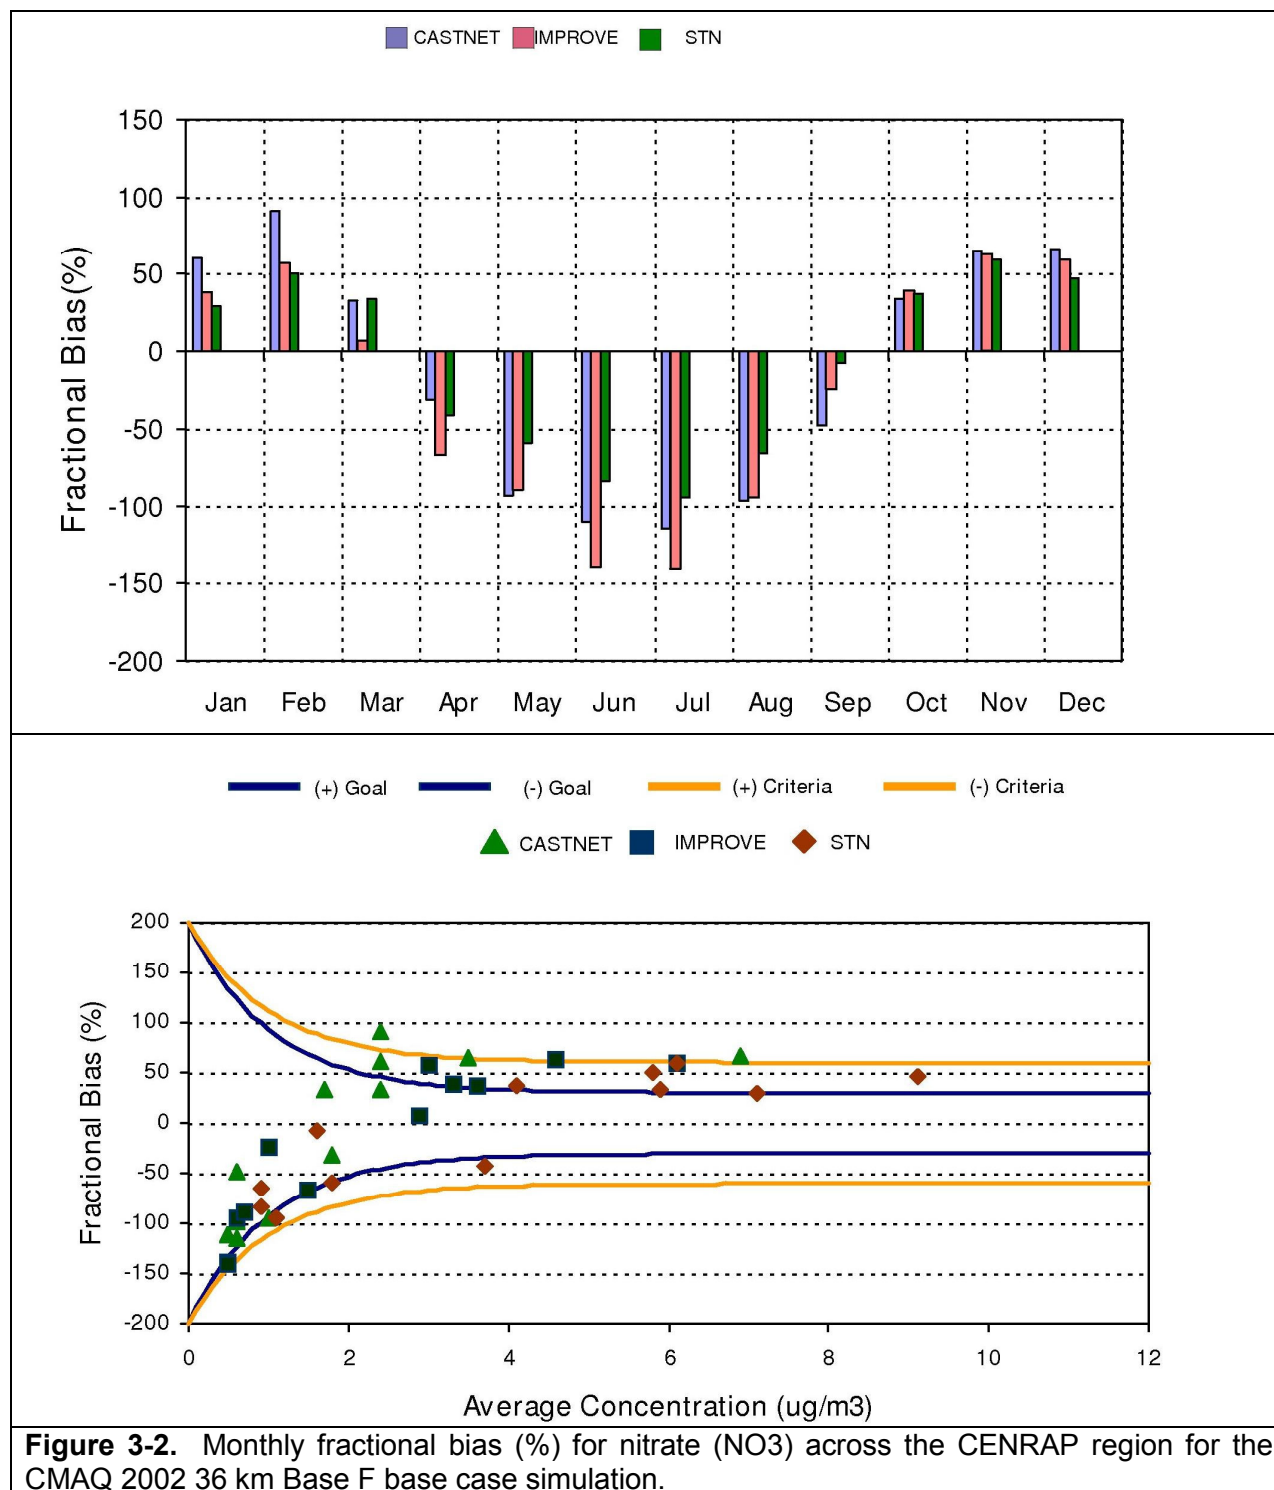 CASTNET IMPROVE STN
150
100
50
0
-50
-100
-150
-200
Fractional Bias(%)
Jan Feb Mar Apr May Jun Jul Aug Sep Oct Nov Dec
(+) Goal (-) Goal (+) Criteria (-) Criteria
CASTNET IMPROVE STN
200
150
100
50
0
-50
-100
-150
-200
Fractional Bias (%)
0 2 4 6 8 10 12
Average Concentration (ug/m3)
Figure 3-2. Monthly fractional bias (%) for nitrate (NO3) across the CENRAP region for the
CMAQ 2002 36 km Base F base case simulation.